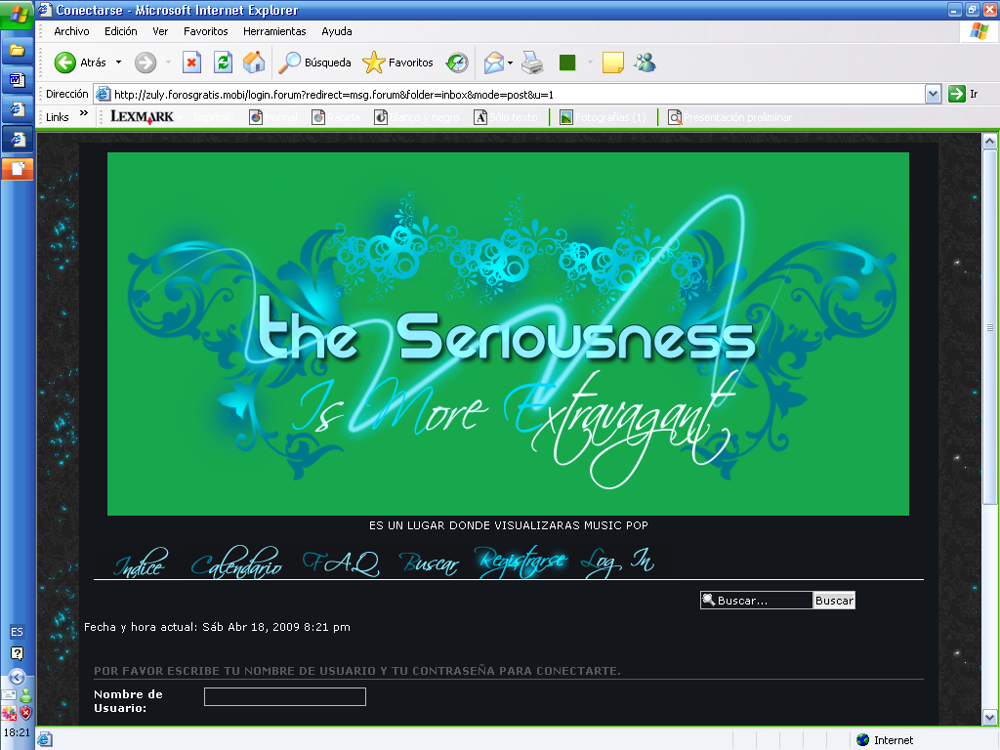 Conectarse - Microsoft Internet Explorer
Archivo Edición Ver Favoritos Herramientas Ayuda
Atrás Búsqueda Favoritos
Dirección http://zuly.forosgratis.mobi/login.forum?redirect=msg.forum&folder=inbox&mode=post&u=1 Ir
Links » LEXMARK Imprimir Normal Rápida Blanco y negro Sólo texto Fotografías (1) Presentación preliminar
the Seriousness
Is More Extravagant
ES UN LUGAR DONDE VISUALIZARAS MUSIC POP
Indice Calendario F.A.Q. Buscar Registrarse Log In
Buscar... Buscar
Fecha y hora actual: Sáb Abr 18, 2009 8:21 pm
POR FAVOR ESCRIBE TU NOMBRE DE USUARIO Y TU CONTRASEÑA PARA CONECTARTE.
Nombre de
Usuario:
ES
18:21
Internet